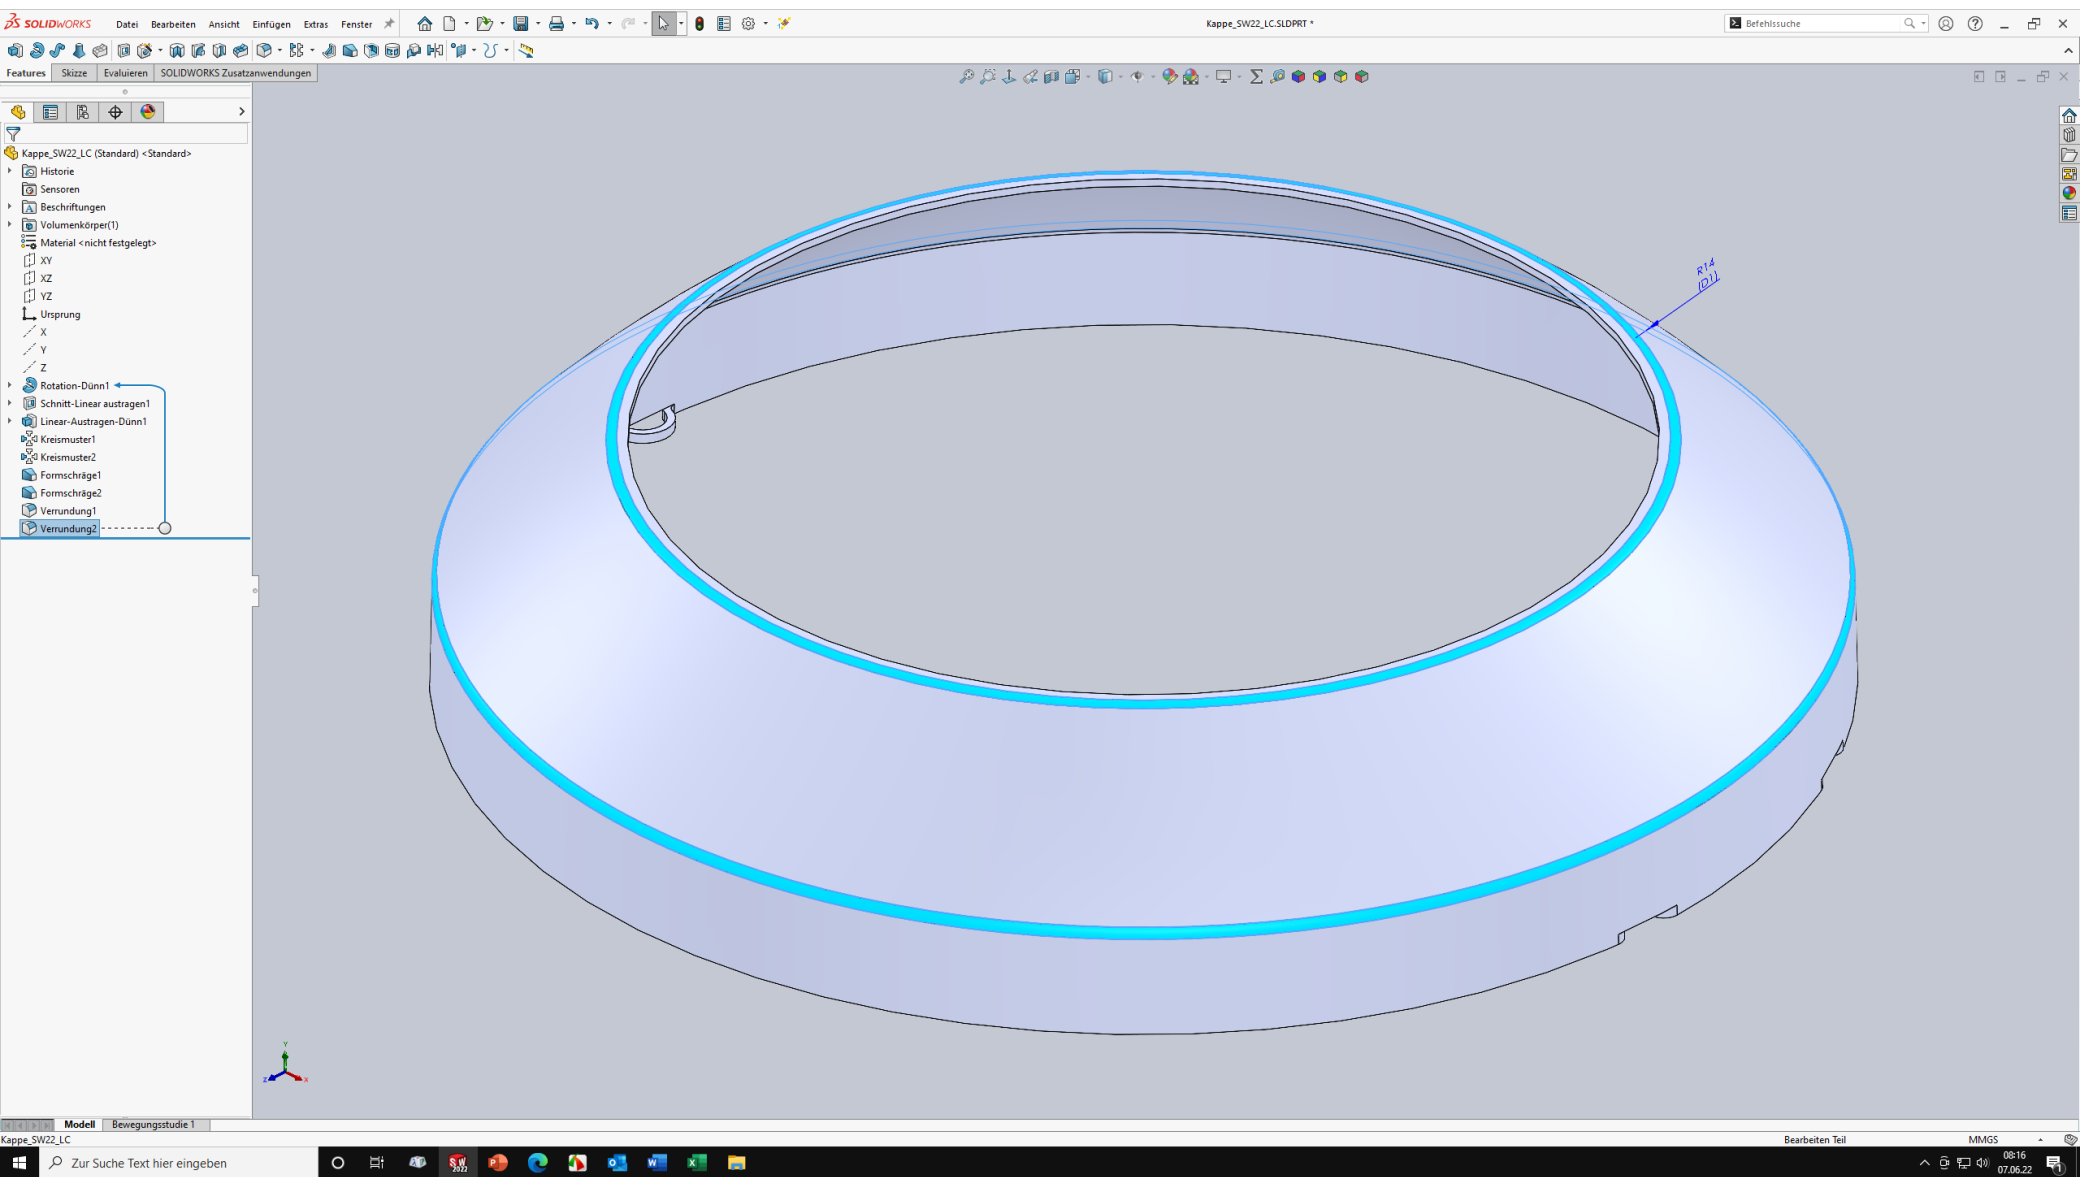 SOLIDWORKS
Datei Bearbeiten Ansicht Einfügen Extras Fenster
Kappe_SW22_LC.SLDPRT *
Befehlssuche
Features Skizze Evaluieren SOLIDWORKS Zusatzanwendungen
Kappe_SW22_LC (Standard) <Standard>
Historie
Sensoren
Beschriftungen
Volumenkörper(1)
Material <nicht festgelegt>
XY
XZ
YZ
Ursprung
X
Y
Z
Rotation-Dünn1
Schnitt-Linear austragen1
Linear-Austragen-Dünn1
Kreismuster1
Kreismuster2
Formschräge1
Formschräge2
Verrundung1
Verrundung2
R14
(D1)
Y
Z X
Modell Bewegungsstudie 1
Kappe_SW22_LC
Bearbeiten Teil MMGS
Zur Suche Text hier eingeben
SW
2022
08:16
07.06.22
1